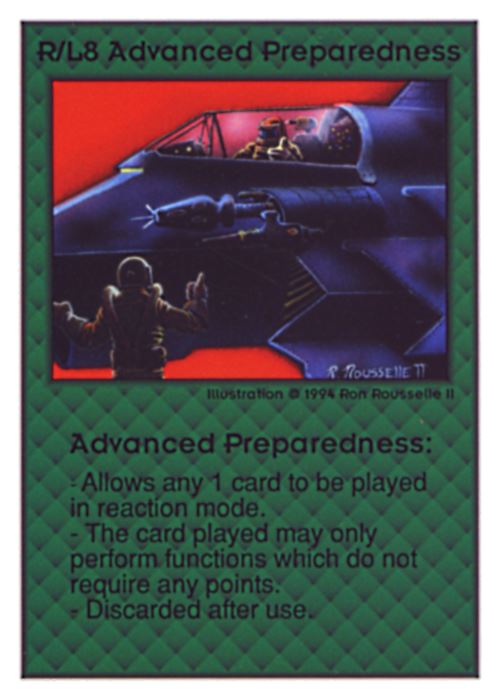 R/L8 Advanced Preparedness
R. ROUSSELLE II
Illustration © 1994 Ron Rousselle II
Advanced Preparedness:
- Allows any 1 card to be played
in reaction mode.
- The card played may only
perform functions which do not
require any points.
- Discarded after use.